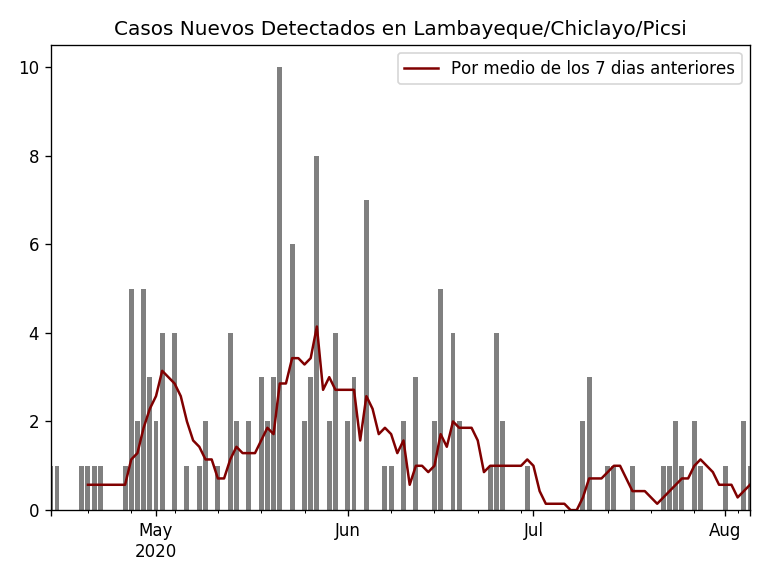 Casos Nuevos Detectados en Lambayeque/Chiclayo/Picsi
Por medio de los 7 dias anteriores
10
8
6
4
2
0
May
2020
Jun
Jul
Aug